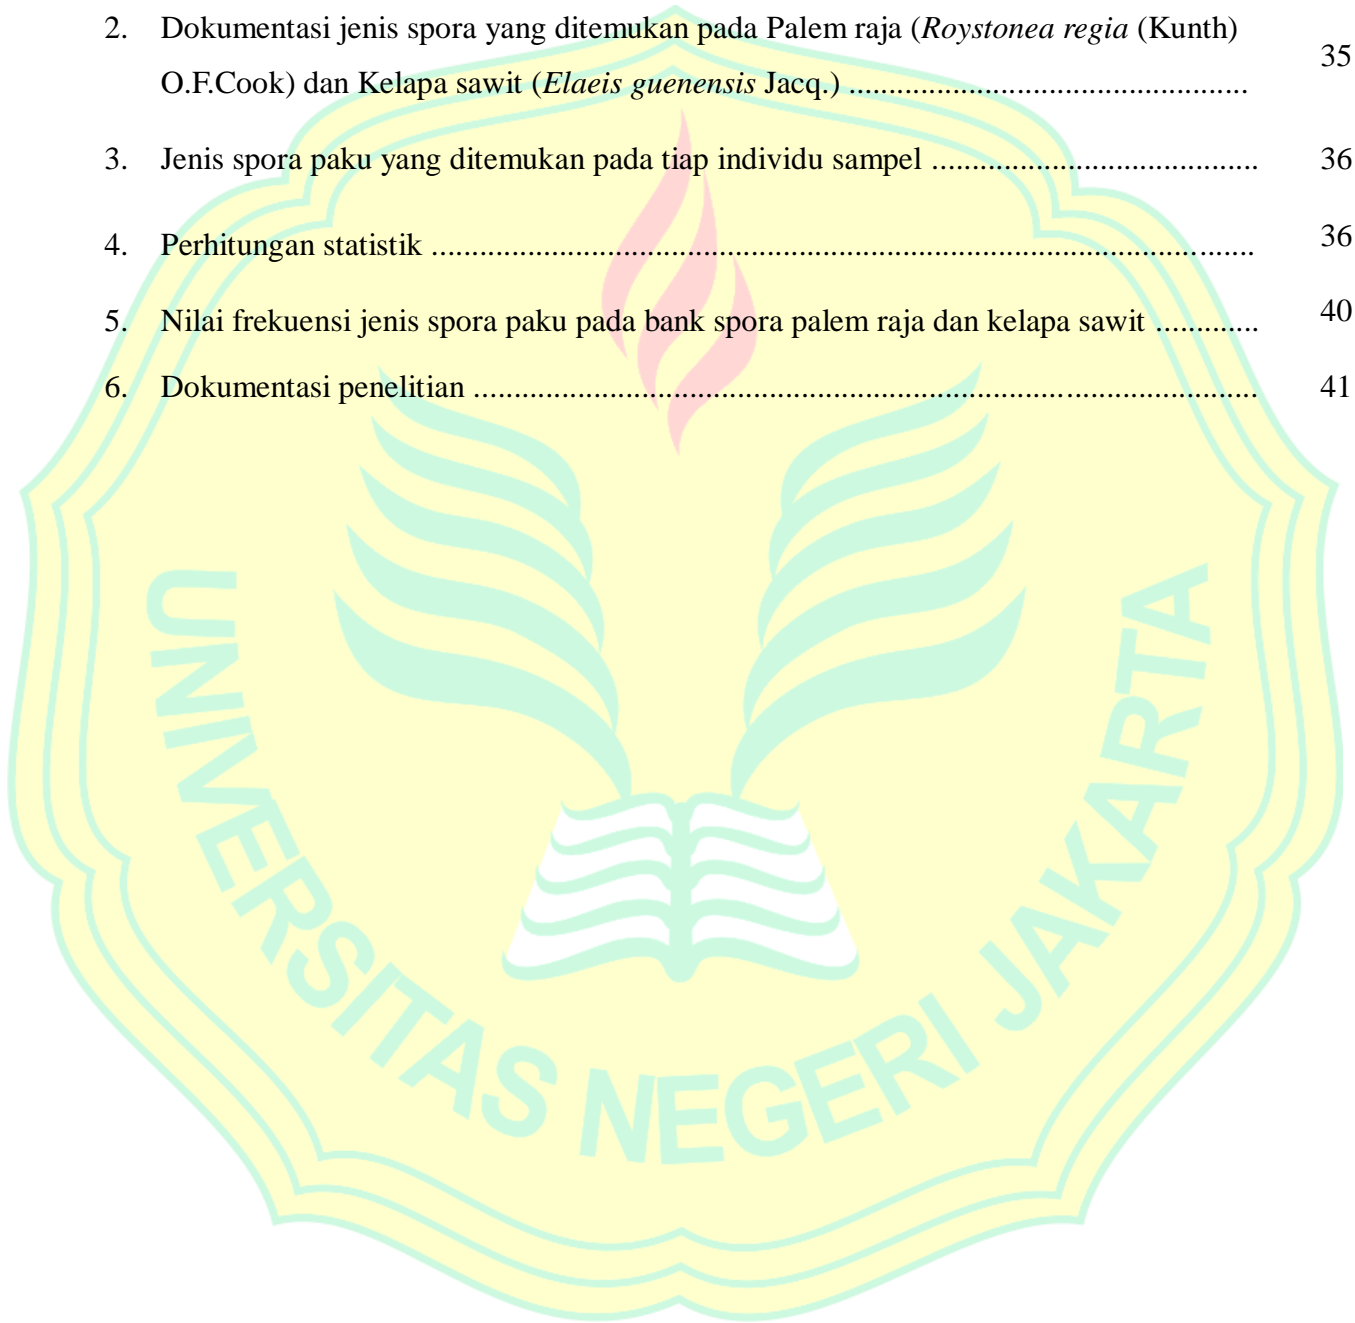 2. Dokumentasi jenis spora yang ditemukan pada Palem raja (Roystonea regia (Kunth)
O.F.Cook) dan Kelapa sawit (Elaeis guenensis Jacq.) .................................................. 35
3. Jenis spora paku yang ditemukan pada tiap individu sampel ......................................... 36
4. Perhitungan statistik ....................................................................................................... 36
5. Nilai frekuensi jenis spora paku pada bank spora palem raja dan kelapa sawit ............. 40
6. Dokumentasi penelitian .................................................................................................. 41
UNIVERSITAS NEGERI JAKARTA